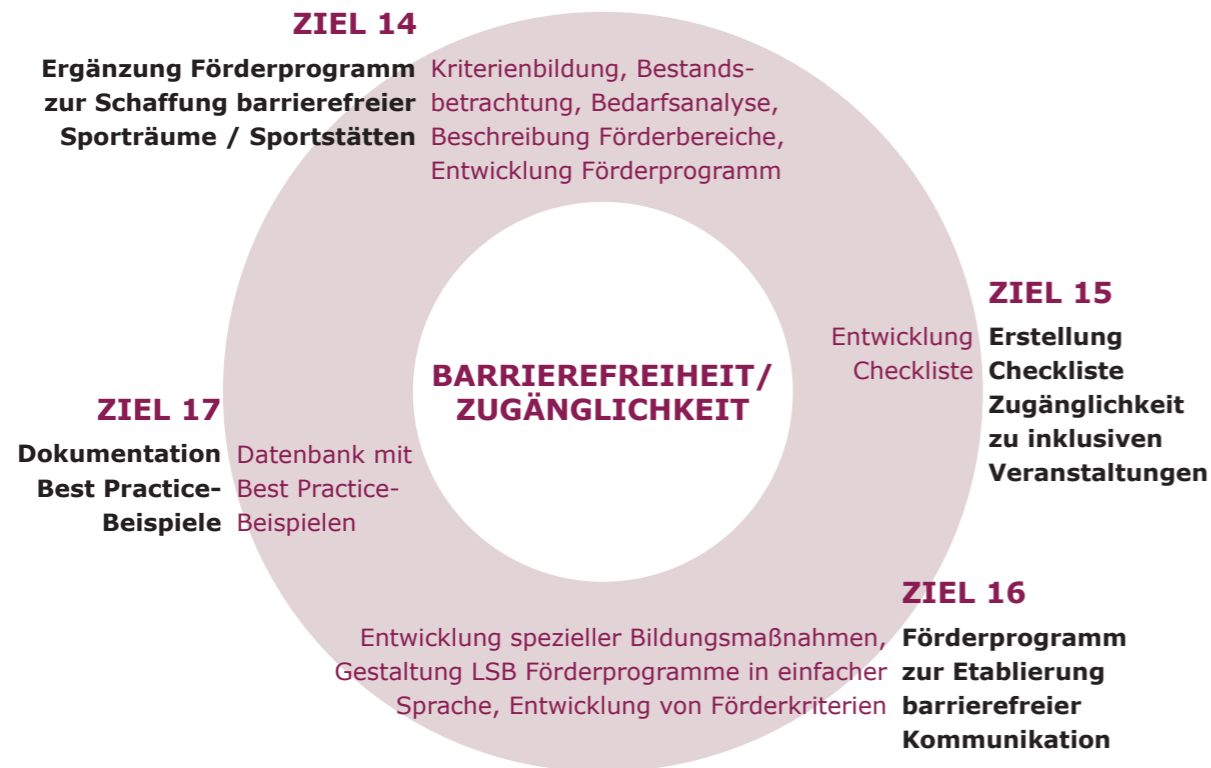 ZIEL 14
Ergänzung Förderprogramm
zur Schaffung barrierefreier
Sporträume / Sportstätten
Kriterienbildung, Bestands-
betrachtung, Bedarfsanalyse,
Beschreibung Förderbereiche,
Entwicklung Förderprogramm
ZIEL 15
Entwicklung
Checkliste
Erstellung
Checkliste
Zugänglichkeit
zu inklusiven
Veranstaltungen
BARRIEREFREIHEIT/
ZUGÄNGLICHKEIT
ZIEL 17
Dokumentation
Best Practice-
Beispiele
Datenbank mit
Best Practice-
Beispielen
ZIEL 16
Entwicklung spezieller Bildungsmaßnahmen,
Gestaltung LSB Förderprogramme in einfacher
Sprache, Entwicklung von Förderkriterien
Förderprogramm
zur Etablierung
barrierefreier
Kommunikation